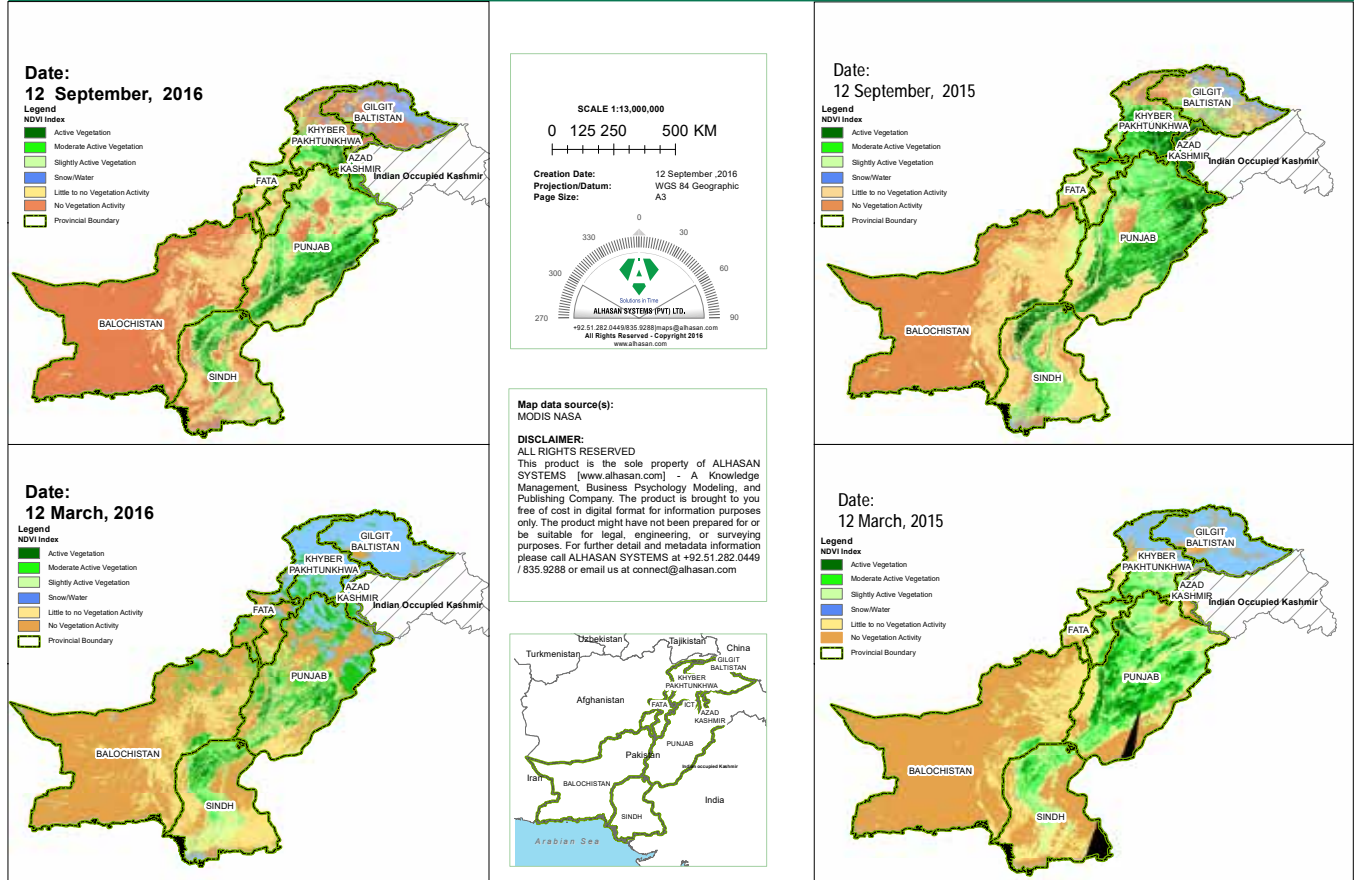 Date:
12 September, 2016
Legend
NDVI Index
Active Vegetation
Moderate Active Vegetation
Slightly Active Vegetation
Snow/Water
Little to no Vegetation Activity
No Vegetation Activity
Provincial Boundary
GILGIT
BALTISTAN
KHYBER
PAKHTUNKHWA
AZAD
KASHMIR
Indian Occupied Kashmir
FATA
PUNJAB
BALOCHISTAN
SINDH
SCALE 1:13,000,000
0 125 250 500 KM
Creation Date: 12 September ,2016
Projection/Datum: WGS 84 Geographic
Page Size: A3
0
330
30
300
60
270
90
Solutions in Time
ALHASAN SYSTEMS (PVT) LTD.
+92.51.282.0449/835.9288|maps@alhasan.com
All Rights Reserved - Copyright 2016
www.alhasan.com
Date:
12 September, 2015
Legend
NDVI Index
Active Vegetation
Moderate Active Vegetation
Slightly Active Vegetation
Snow/Water
Little to no Vegetation Activity
No Vegetation Activity
Provincial Boundary
GILGIT
BALTISTAN
KHYBER
PAKHTUNKHWA
AZAD
KASHMIR
Indian Occupied Kashmir
FATA
PUNJAB
BALOCHISTAN
SINDH
Map data source(s):
MODIS NASA
DISCLAIMER:
ALL RIGHTS RESERVED
This product is the sole property of ALHASAN
SYSTEMS [www.alhasan.com] - A Knowledge
Management, Business Psychology Modeling, and
Publishing Company. The product is brought to you
free of cost in digital format for information purposes
only. The product might have not been prepared for or
be suitable for legal, engineering, or surveying
purposes. For further detail and metadata information
please call ALHASAN SYSTEMS at +92.51.282.0449
/ 835.9288 or email us at connect@alhasan.com
Date:
12 March, 2016
Legend
NDVI Index
Active Vegetation
Moderate Active Vegetation
Slightly Active Vegetation
Snow/Water
Little to no Vegetation Activity
No Vegetation Activity
Provincial Boundary
GILGIT
BALTISTAN
KHYBER
PAKHTUNKHWA
AZAD
KASHMIR
Indian Occupied Kashmir
FATA
PUNJAB
BALOCHISTAN
SINDH
Uzbekistan
Tajikistan
Turkmenistan
China
GILGIT
BALTISTAN
KHYBER
PAKHTUNKHWA
Afghanistan
FATA
ICT
AZAD
KASHMIR
PUNJAB
Pakistan
Indian occupied Kashmir
Iran
BALOCHISTAN
India
SINDH
Arabian Sea
Date:
12 March, 2015
Legend
NDVI Index
Active Vegetation
Moderate Active Vegetation
Slightly Active Vegetation
Snow/Water
Little to no Vegetation Activity
No Vegetation Activity
Provincial Boundary
GILGIT
BALTISTAN
KHYBER
PAKHTUNKHWA
AZAD
KASHMIR
Indian Occupied Kashmir
FATA
PUNJAB
BALOCHISTAN
SINDH